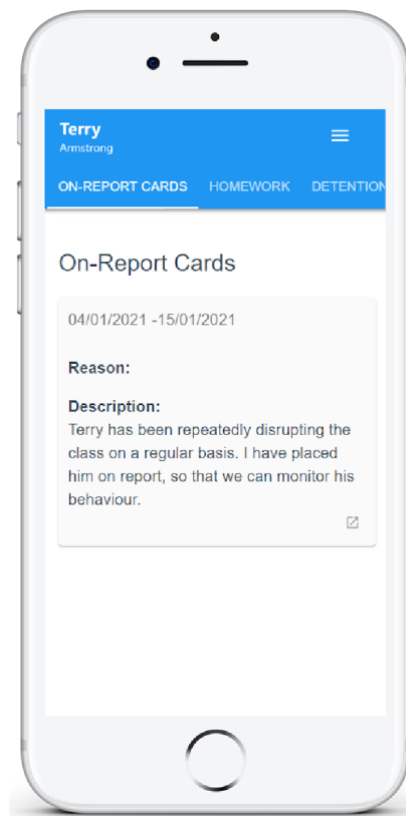 Terry
Armstrong
ON-REPORT CARDS HOMEWORK DETENTION
On-Report Cards
04/01/2021 -15/01/2021
Reason:
Description:
Terry has been repeatedly disrupting the
class on a regular basis. I have placed
him on report, so that we can monitor his
behaviour.